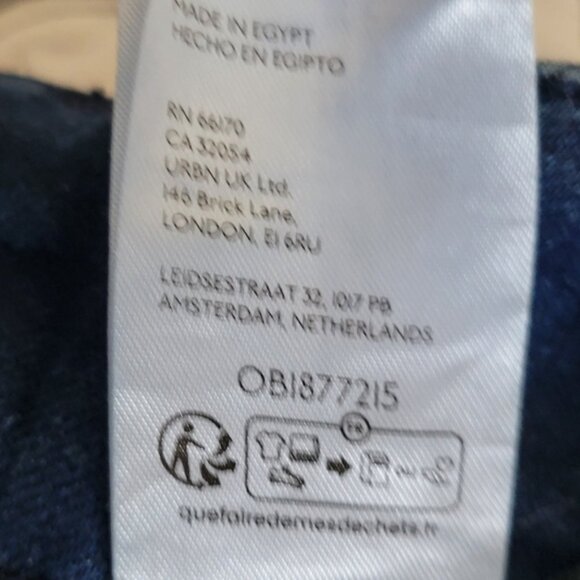 MADE IN EGYPT
HECHO EN EGIPTO
RN 66170
CA 32054
URBN UK Ltd.
146 Brick Lane,
LONDON, E1 6RU
LEIDSESTRAAT 32, 1017 PB
AMSTERDAM, NETHERLANDS
OB1877215
FR
quefairedemesdechets.fr